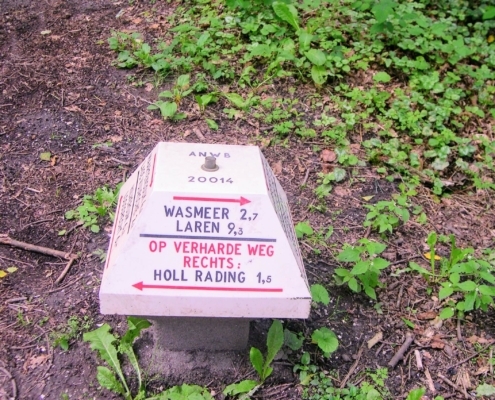 ANWB
20014
WASMEER 2,7
LAREN 9,3
OP VERHARDE WEG
RECHTS:
HOLL RADING 1,5